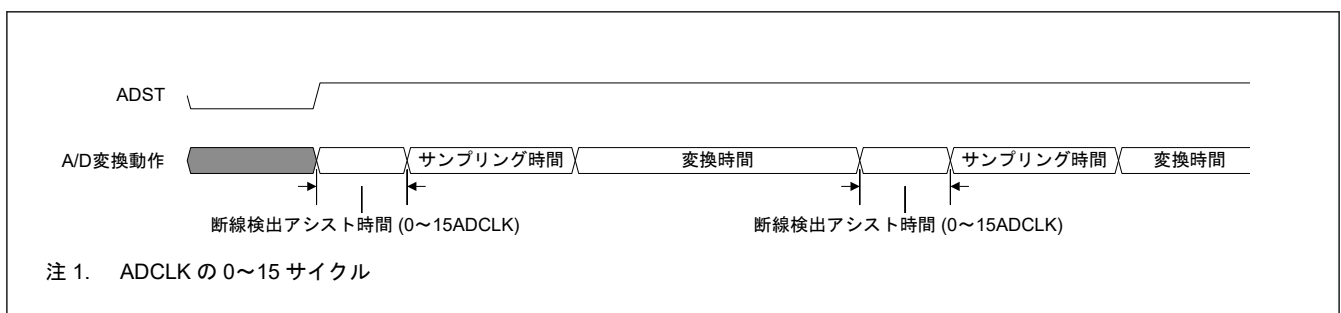 ADST
A/D変換動作 サンプリング時間 変換時間 サンプリング時間 変換時間
断線検出アシスト時間 (0～15ADCLK) 断線検出アシスト時間 (0～15ADCLK)
注 1. ADCLK の 0～15 サイクル